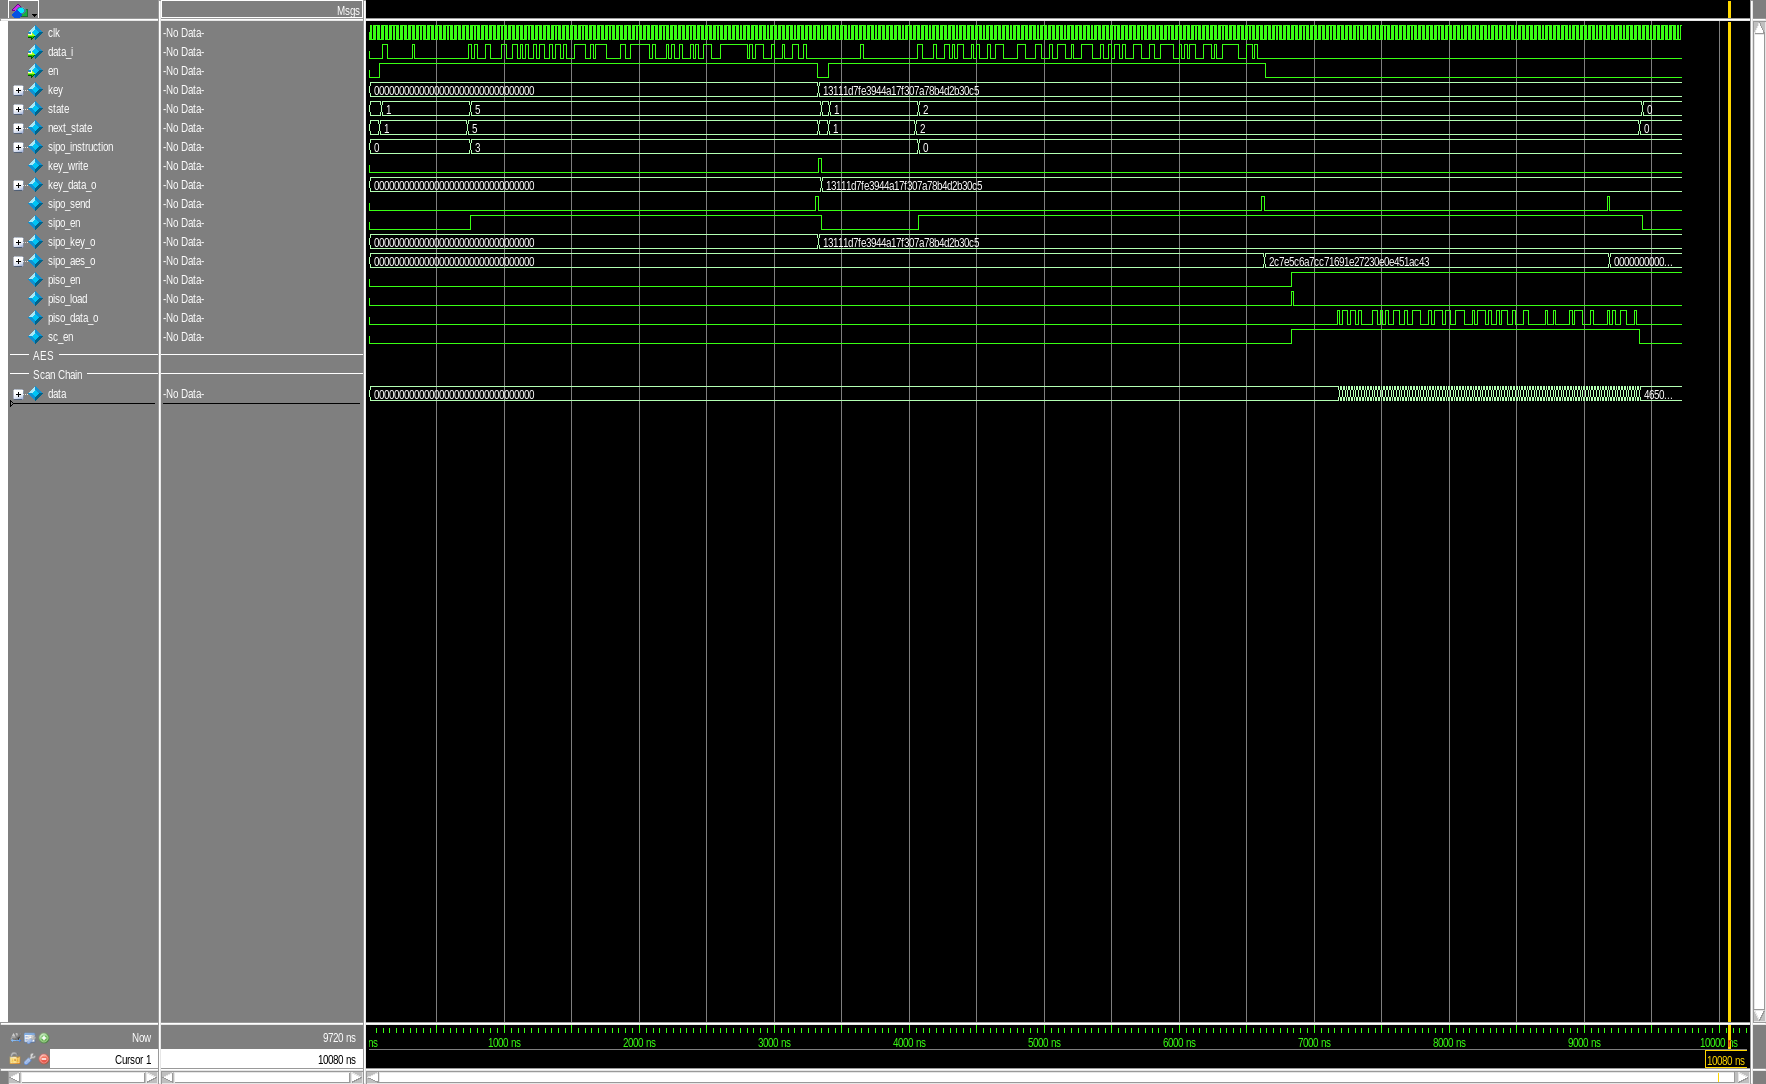 Msgs
clk -No Data-
data_i -No Data-
en -No Data-
key -No Data- 00000000000000000000000000000000 13111d7fe3944a17f307a78b4d2b30c5
state -No Data- 1 5 1 2 0
next_state -No Data- 1 5 1 2 0
sipo_instruction -No Data- 0 3 0
key_write -No Data-
key_data_o -No Data- 00000000000000000000000000000000 13111d7fe3944a17f307a78b4d2b30c5
sipo_send -No Data-
sipo_en -No Data-
sipo_key_o -No Data- 00000000000000000000000000000000 13111d7fe3944a17f307a78b4d2b30c5
sipo_aes_o -No Data- 00000000000000000000000000000000 2c7e5c6a7cc71691e27230e0e451ac43 0000000000...
piso_en -No Data-
piso_load -No Data-
piso_data_o -No Data-
sc_en -No Data-
AES
Scan Chain
data -No Data- 00000000000000000000000000000000 4650...
Now 9720 ns ns 1000 ns 2000 ns 3000 ns 4000 ns 5000 ns 6000 ns 7000 ns 8000 ns 9000 ns 10000 ns
Cursor 1 10080 ns 10080 ns